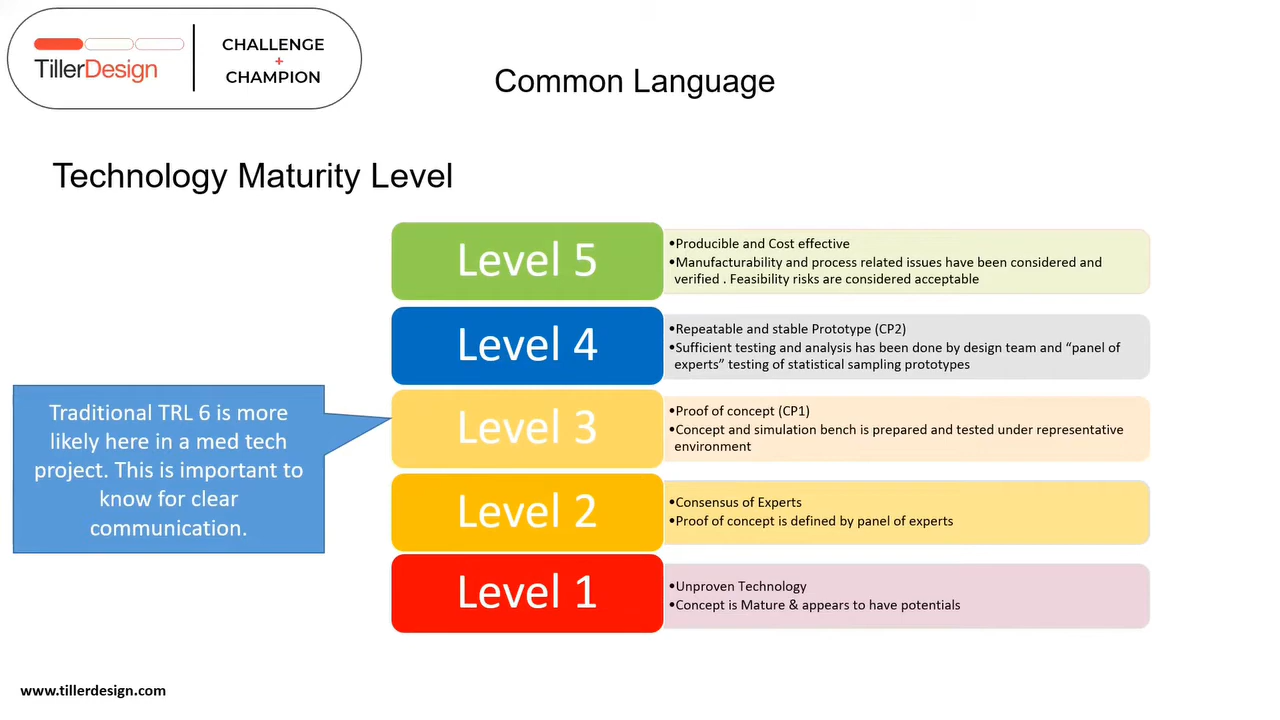 TillerDesign
CHALLENGE
+
CHAMPION
Common Language
Technology Maturity Level
Level 5
•Producible and Cost effective
•Manufacturability and process related issues have been considered and
verified . Feasibility risks are considered acceptable
Level 4
•Repeatable and stable Prototype (CP2)
•Sufficient testing and analysis has been done by design team and “panel of
experts” testing of statistical sampling prototypes
Traditional TRL 6 is more
likely here in a med tech
project. This is important to
know for clear
communication.
Level 3
•Proof of concept (CP1)
•Concept and simulation bench is prepared and tested under representative
environment
Level 2
•Consensus of Experts
•Proof of concept is defined by panel of experts
Level 1
•Unproven Technology
•Concept is Mature & appears to have potentials
www.tillerdesign.com